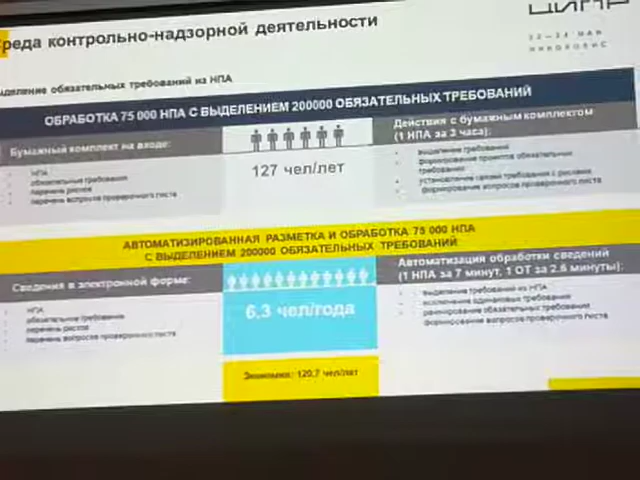 реда контрольно-надзорной деятельности
ЦИПР
22—24 МАЯ
деление обязательных требований из НПА
ОБРАБОТКА 75 000 НПА С ВЫДЕЛЕНИЕМ 200000 ОБЯЗАТЕЛЬНЫХ ТРЕБОВАНИЙ
Бумажный комплект на входе:
НПА
обязательные требования
перечень рисков
перечень вопросов проверочного листа
127 чел/лет
Действия с бумажным комплектом
(1 НПА за 3 часа):
выделение требований
формирование проектов обязательных
требований
установление связи требований с рисками
формирование вопросов проверочного листа
АВТОМАТИЗИРОВАННАЯ РАЗМЕТКА И ОБРАБОТКА 75 000 НПА
С ВЫДЕЛЕНИЕМ 200000 ОБЯЗАТЕЛЬНЫХ ТРЕБОВАНИЙ
Сведения в электронной форме:
НПА
обязательные требования
перечень рисков
перечень вопросов проверочного листа
6,3 чел/года
Экономия: 120,7 чел/лет
Автоматизация обработки сведений
(1 НПА за 7 минут, 1 ОТ за 2.6 минуты):
выделение требований из НПА
исключение одинаковых требований
ранжирование обязательных требований
формирование вопросов проверочного листа